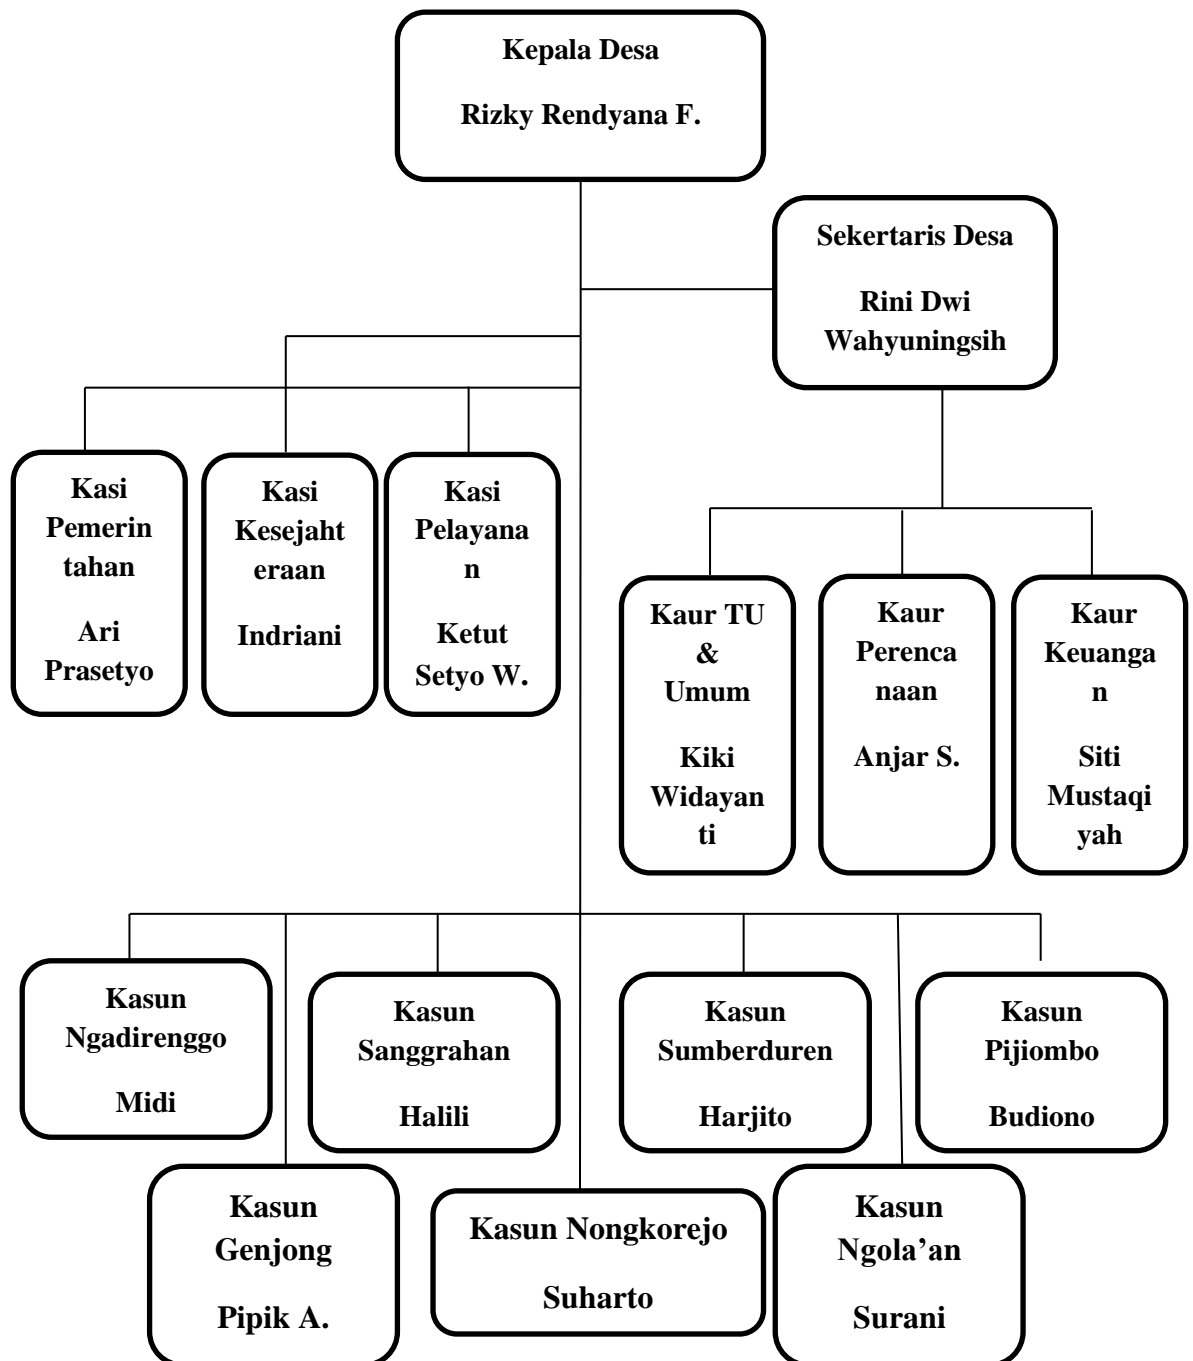 Kepala Desa
Rizky Rendyana F.
Sekertaris Desa
Rini Dwi
Wahyuningsih
Kasi
Pemerin
tahan
Ari
Prasetyo
Kasi
Kesejaht
eraan
Indriani
Kasi
Pelayana
n
Ketut
Setyo W.
Kaur TU
&
Umum
Kiki
Widayan
ti
Kaur
Perenca
naan
Anjar S.
Kaur
Keuanga
n
Siti
Mustaqi
yah
Kasun
Ngadirenggo
Midi
Kasun
Sanggrahan
Halili
Kasun
Sumberduren
Harjito
Kasun
Pijiombo
Budiono
Kasun
Genjong
Pipik A.
Kasun Nongkorejo
Suharto
Kasun
Ngola’an
Surani